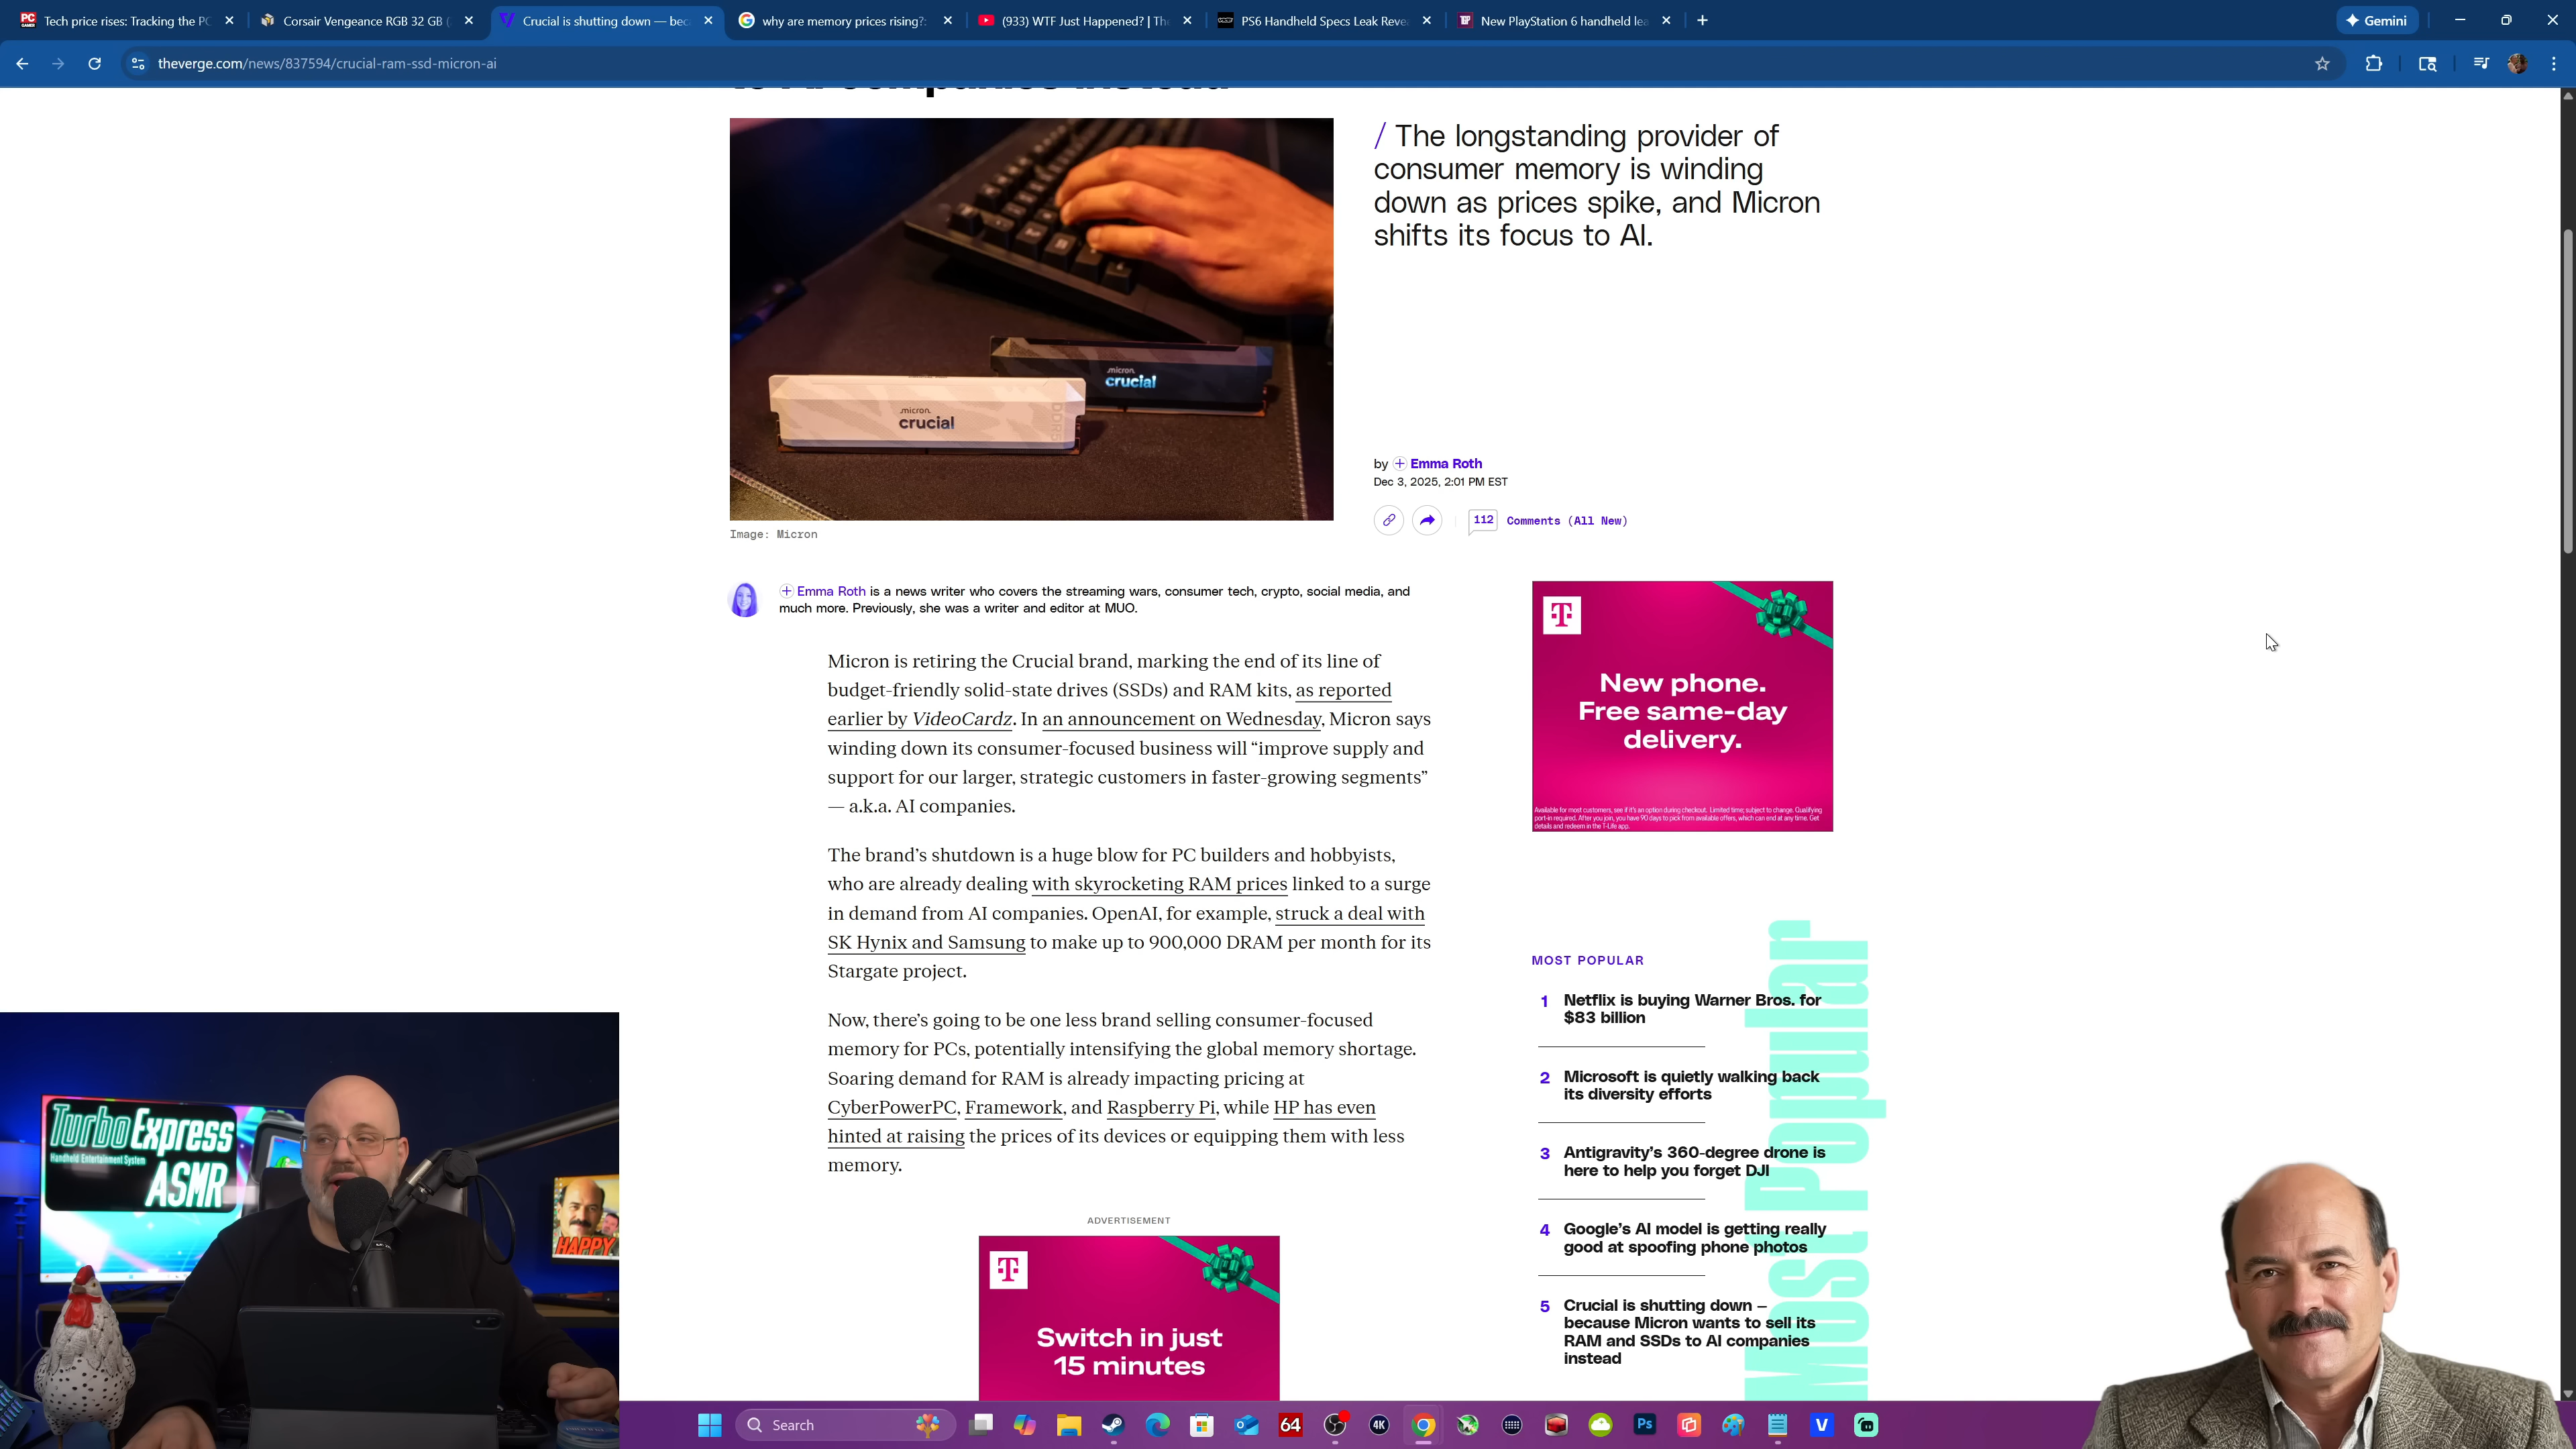 Tech price rises: Tracking the PC
Corsair Vengeance RGB 32 GB (
Crucial is shutting down — bec
why are memory prices rising?:
(933) WTF Just Happened? | The
PS6 Handheld Specs Leak Reve
New PlayStation 6 handheld lea
Gemini
theverge.com/news/837594/crucial-ram-ssd-micron-ai
to AI companies instead
/ The longstanding provider of
consumer memory is winding
down as prices spike, and Micron
shifts its focus to AI.
micron
crucial
micron
crucial
DDR5
by Emma Roth
Dec 3, 2025, 2:01 PM EST
112 Comments (All New)
Image: Micron
Emma Roth is a news writer who covers the streaming wars, consumer tech, crypto, social media, and
much more. Previously, she was a writer and editor at MUO.
Micron is retiring the Crucial brand, marking the end of its line of
budget-friendly solid-state drives (SSDs) and RAM kits, as reported
earlier by VideoCardz. In an announcement on Wednesday, Micron says
winding down its consumer-focused business will “improve supply and
support for our larger, strategic customers in faster-growing segments”
— a.k.a. AI companies.
The brand’s shutdown is a huge blow for PC builders and hobbyists,
who are already dealing with skyrocketing RAM prices linked to a surge
in demand from AI companies. OpenAI, for example, struck a deal with
SK Hynix and Samsung to make up to 900,000 DRAM per month for its
Stargate project.
Now, there’s going to be one less brand selling consumer-focused
memory for PCs, potentially intensifying the global memory shortage.
Soaring demand for RAM is already impacting pricing at
CyberPowerPC, Framework, and Raspberry Pi, while HP has even
hinted at raising the prices of its devices or equipping them with less
memory.
ADVERTISEMENT
T
Switch in just
15 minutes
T
New phone.
Free same-day
delivery.
Available for most customers, see if it's an option during checkout. Limited time; subject to change. Qualifying
port-in required. After you join, you have 90 days to pick from available offers, which can end at any time. Get
details and redeem in the T-Life app.
MOST POPULAR
Most Popular
1 Netflix is buying Warner Bros. for
$83 billion
2 Microsoft is quietly walking back
its diversity efforts
3 Antigravity’s 360-degree drone is
here to help you forget DJI
4 Google’s AI model is getting really
good at spoofing phone photos
5 Crucial is shutting down —
because Micron wants to sell its
RAM and SSDs to AI companies
instead
TurboExpress
Handheld Entertainment System
ASMR
HAPPY
Search
64
4K
Ps
V